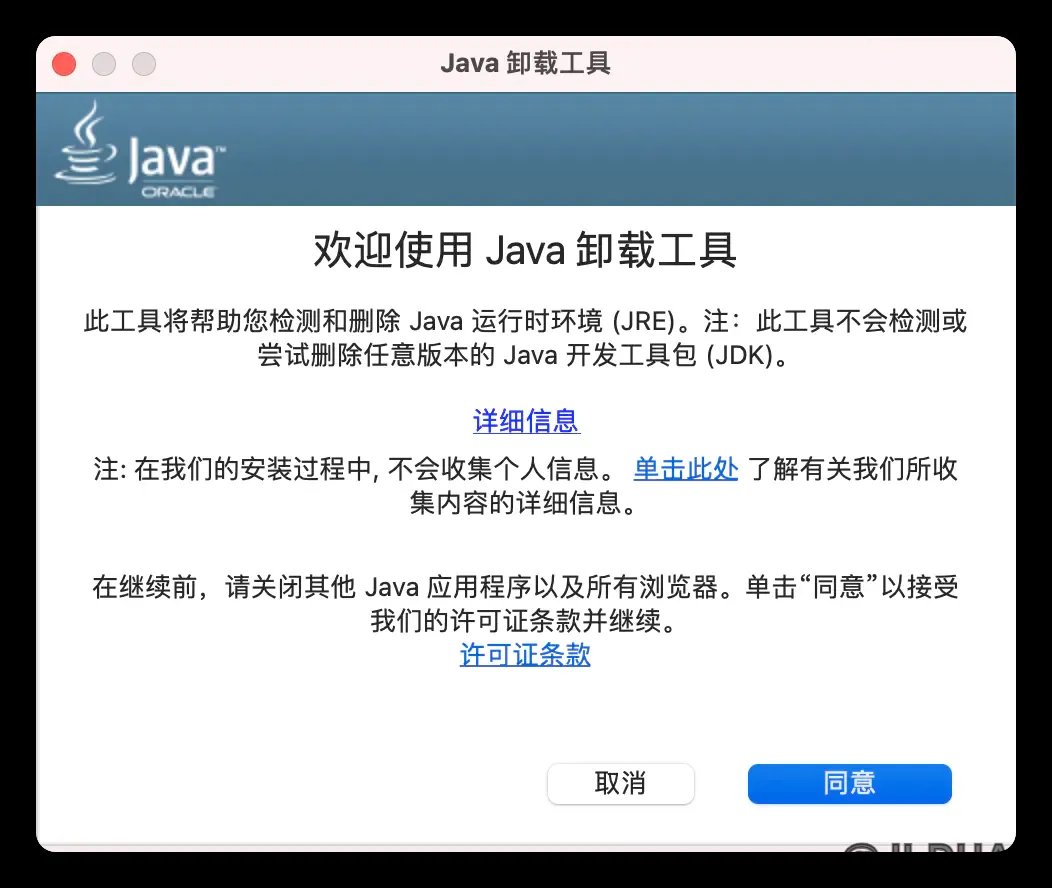 Java 卸载工具
Java™
ORACLE
欢迎使用 Java 卸载工具
此工具将帮助您检测和删除 Java 运行时环境 (JRE)。注：此工具不会检测或
尝试删除任意版本的 Java 开发工具包 (JDK)。
详细信息
注: 在我们的安装过程中, 不会收集个人信息。 单击此处 了解有关我们所收
集内容的详细信息。
在继续前，请关闭其他 Java 应用程序以及所有浏览器。单击“同意”以接受
我们的许可证条款并继续。
许可证条款
取消 同意